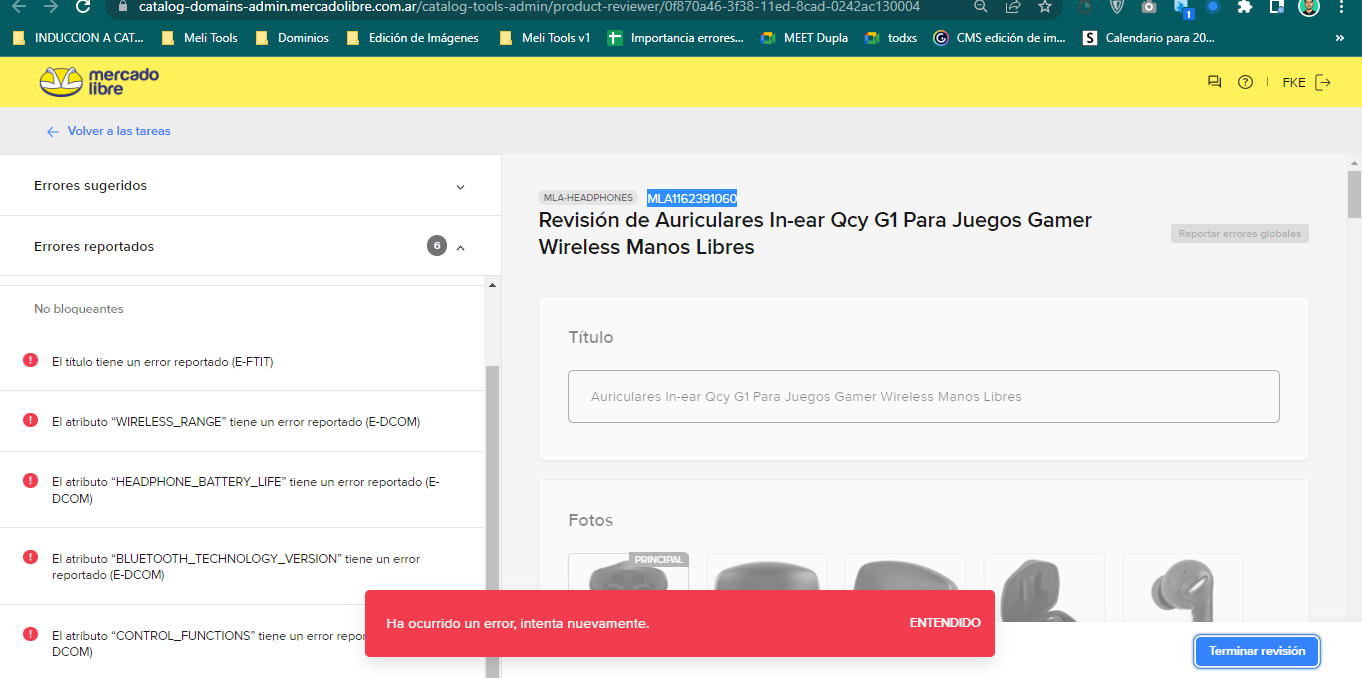 catalog-domains-admin.mercadolibre.com.ar/catalog-tools-admin/product-reviewer/0f870a46-3f38-11ed-8cad-0242ac130004
1
INDUCCION A CAT...
Meli Tools
Dominios
Edición de Imágenes
Meli Tools v1
Importancia errores...
MEET Dupla
todxs
CMS edición de im...
S
Calendario para 20...
»
mercado
libre
FKE
Volver a las tareas
Errores sugeridos
Errores reportados
6
No bloqueantes
El título tiene un error reportado (E-FTIT)
El atributo “WIRELESS_RANGE” tiene un error reportado (E-DCOM)
El atributo “HEADPHONE_BATTERY_LIFE” tiene un error reportado (E-
DCOM)
El atributo “BLUETOOTH_TECHNOLOGY_VERSION” tiene un error
reportado (E-DCOM)
El atributo “CONTROL_FUNCTIONS” tiene un error repor
DCOM)
MLA-HEADPHONES
MLA1162391060
Revisión de Auriculares In-ear Qcy G1 Para Juegos Gamer
Wireless Manos Libres
Reportar errores globales
Título
Auriculares In-ear Qcy G1 Para Juegos Gamer Wireless Manos Libres
Fotos
PRINCIPAL
Ha ocurrido un error, intenta nuevamente.
ENTENDIDO
Terminar revisión